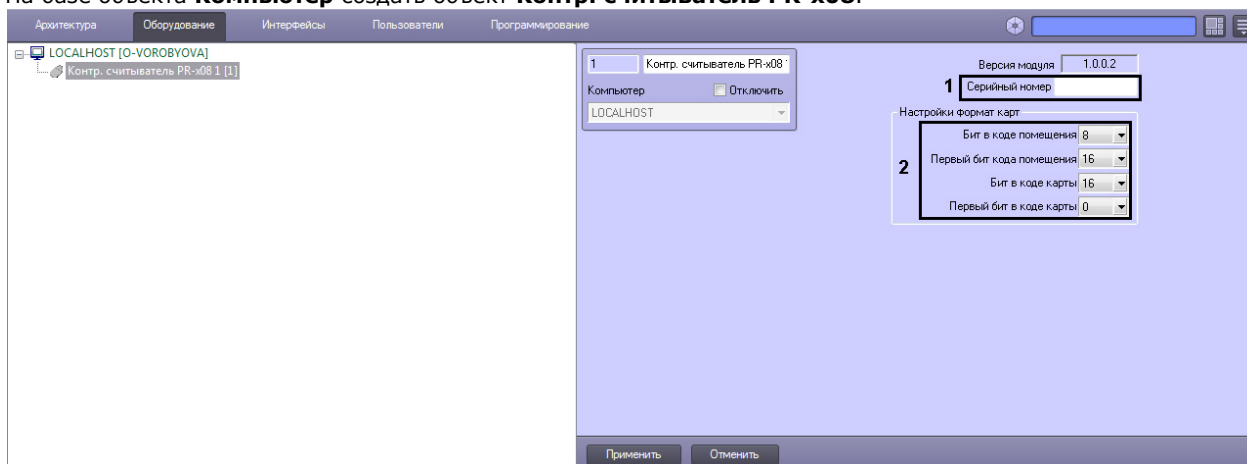 На базе объекта Компьютер создать объект Контр. считыватель PR-x08.
Архитектура Оборудование Интерфейсы Пользователи Программирование
LOCALHOST [O-VOROBYOVA]
Контр. считыватель PR-x08 1 [1]
1 Контр. считыватель PR-x08
Компьютер Отключить
LOCALHOST
Версия модуля 1.0.0.2
1 Серийный номер
Настройки формат карт
2
Бит в коде помещения 8
Первый бит кода помещения 16
Бит в коде карты 16
Первый бит в коде карты 0
Применить Отменить